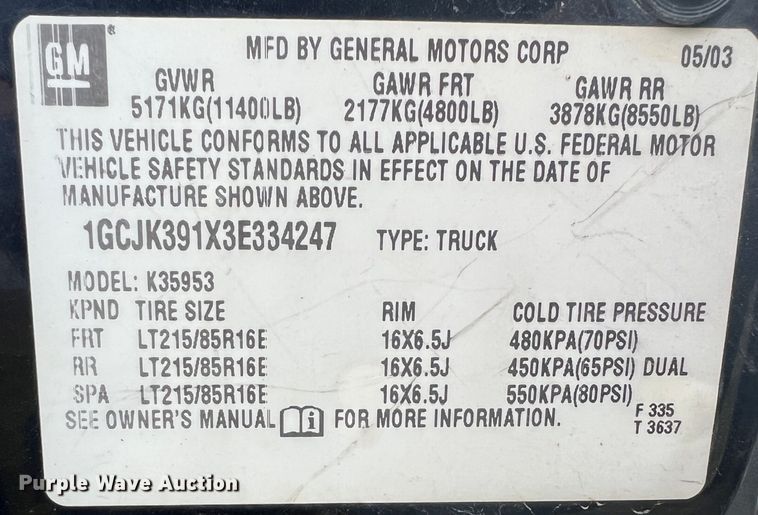 GM
®
MFD BY GENERAL MOTORS CORP 05/03
GVWR GAWR FRT GAWR RR
5171KG(11400LB) 2177KG(4800LB) 3878KG(8550LB)
THIS VEHICLE CONFORMS TO ALL APPLICABLE U.S. FEDERAL MOTOR
VEHICLE SAFETY STANDARDS IN EFFECT ON THE DATE OF
MANUFACTURE SHOWN ABOVE.
1GCJK391X3E334247 TYPE: TRUCK
MODEL: K35953
KPND TIRE SIZE RIM COLD TIRE PRESSURE
FRT LT215/85R16E 16X6.5J 480KPA(70PSI)
RR LT215/85R16E 16X6.5J 450KPA(65PSI) DUAL
SPA LT215/85R16E 16X6.5J 550KPA(80PSI)
SEE OWNER'S MANUAL i FOR MORE INFORMATION. F 335
T 3637
Purple Wave Auction